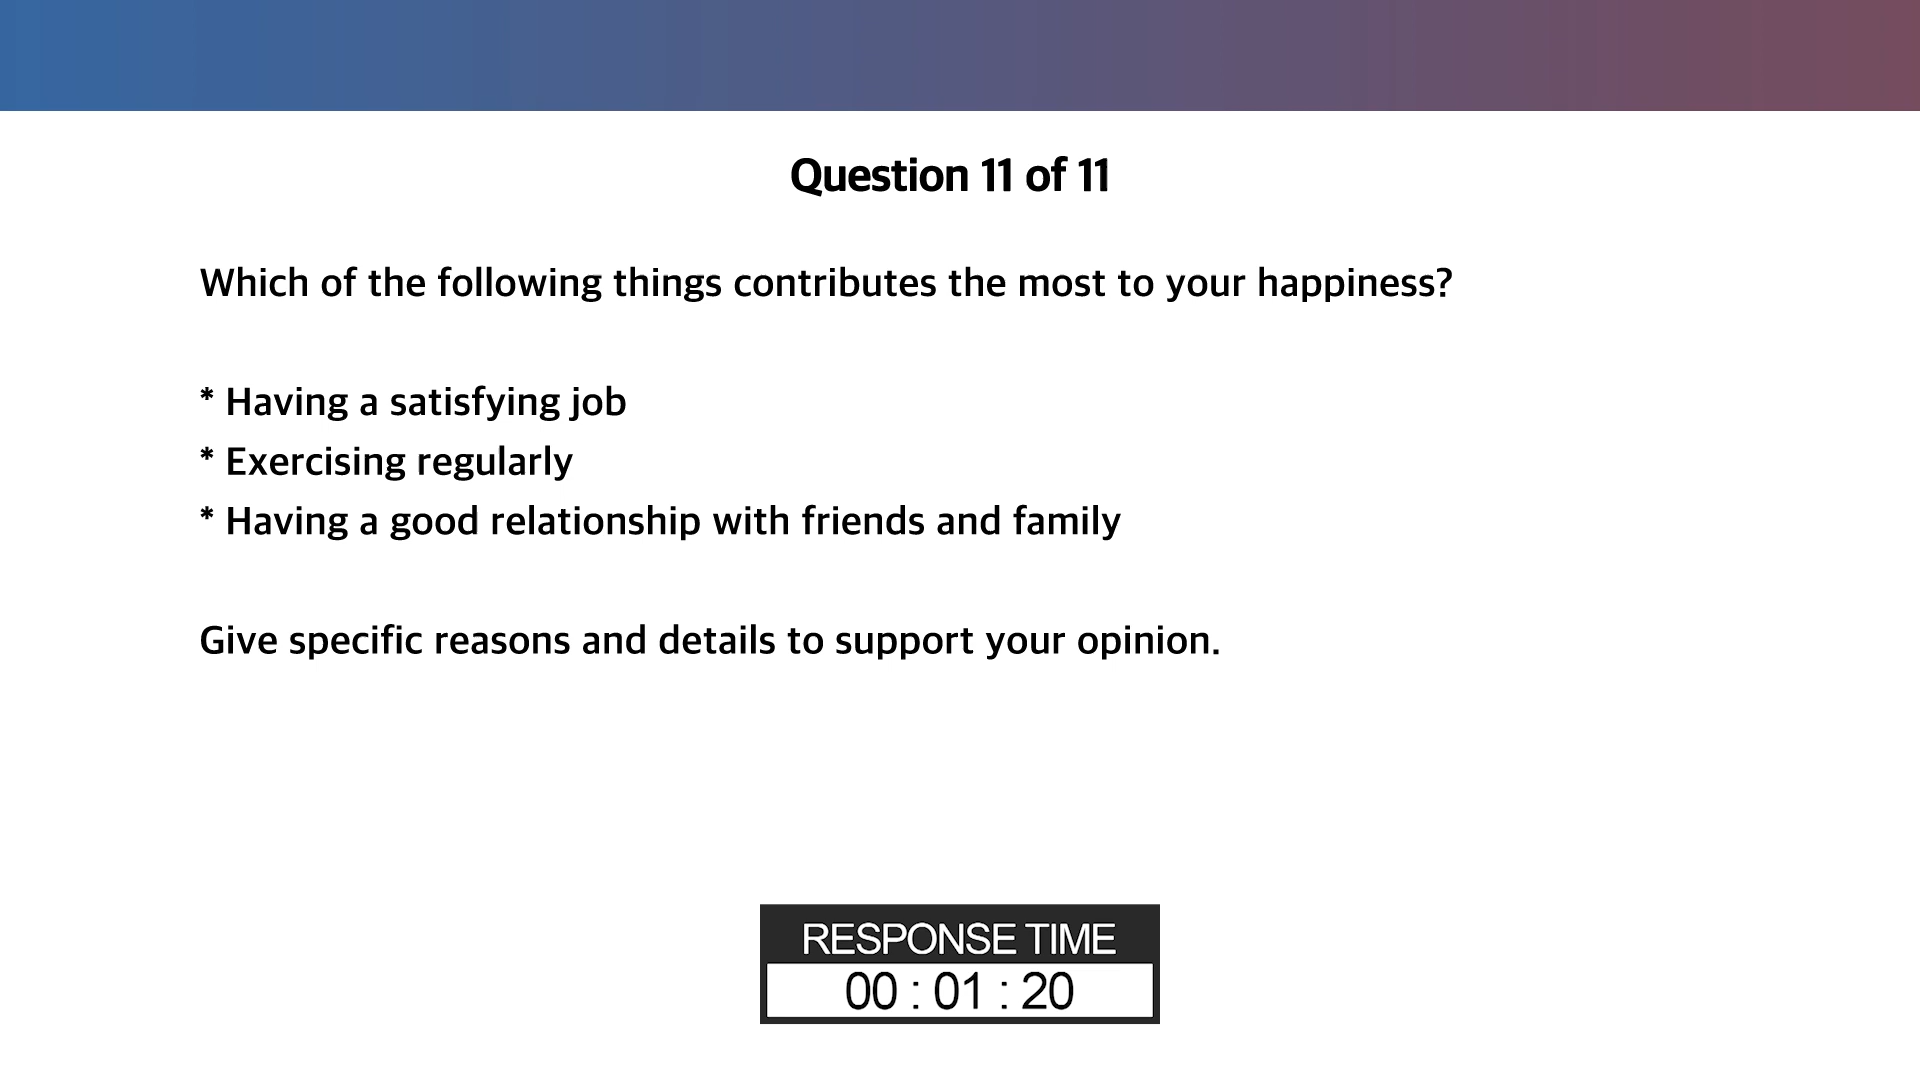 Question 11 of 11
Which of the following things contributes the most to your happiness?
* Having a satisfying job
* Exercising regularly
* Having a good relationship with friends and family
Give specific reasons and details to support your opinion.
RESPONSE TIME
00 : 01 : 20